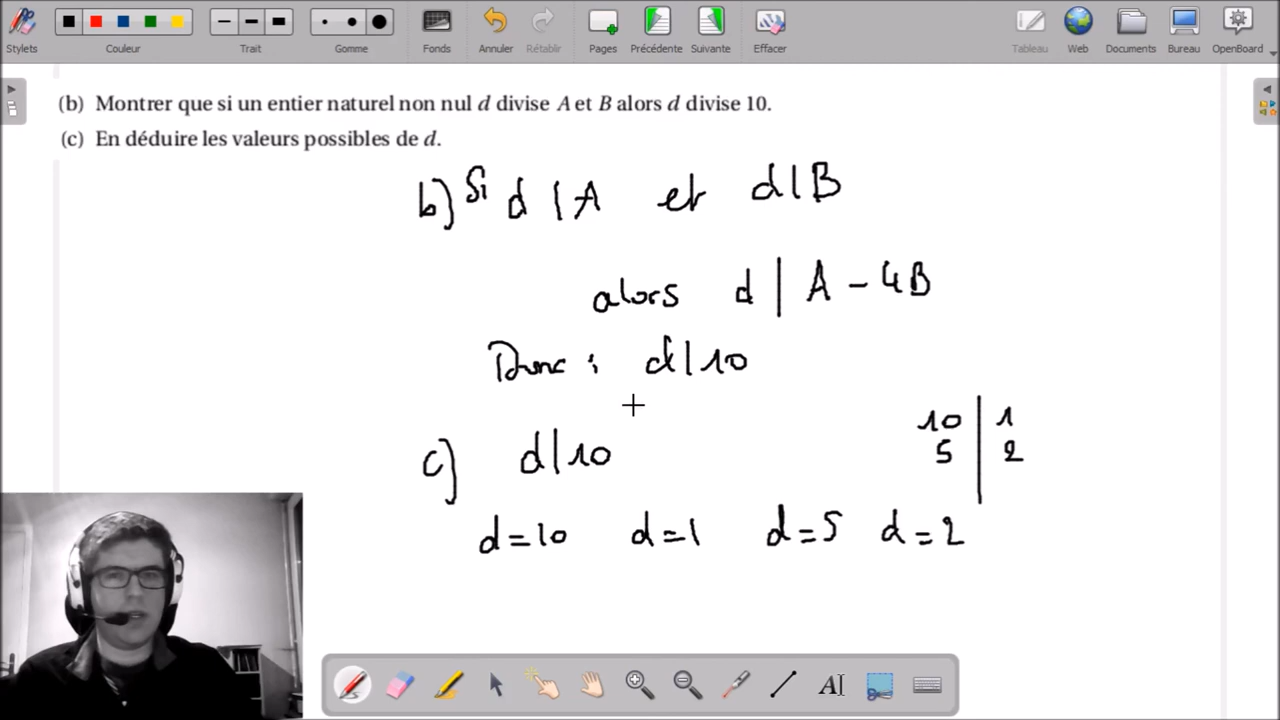 Stylets Couleur Trait Gomme Fonds Annuler Rétablir Pages Précédente Suivante Effacer Tableau Web Documents Bureau OpenBoard
(b) Montrer que si un entier naturel non nul d divise A et B alors d divise 10.
(c) En déduire les valeurs possibles de d.
b) Si d | A et d | B
alors d | A - 4B
Donc : d | 10
10 | 1
5 | 2
c) d | 10
d = 10 d = 1 d = 5 d = 2
AI